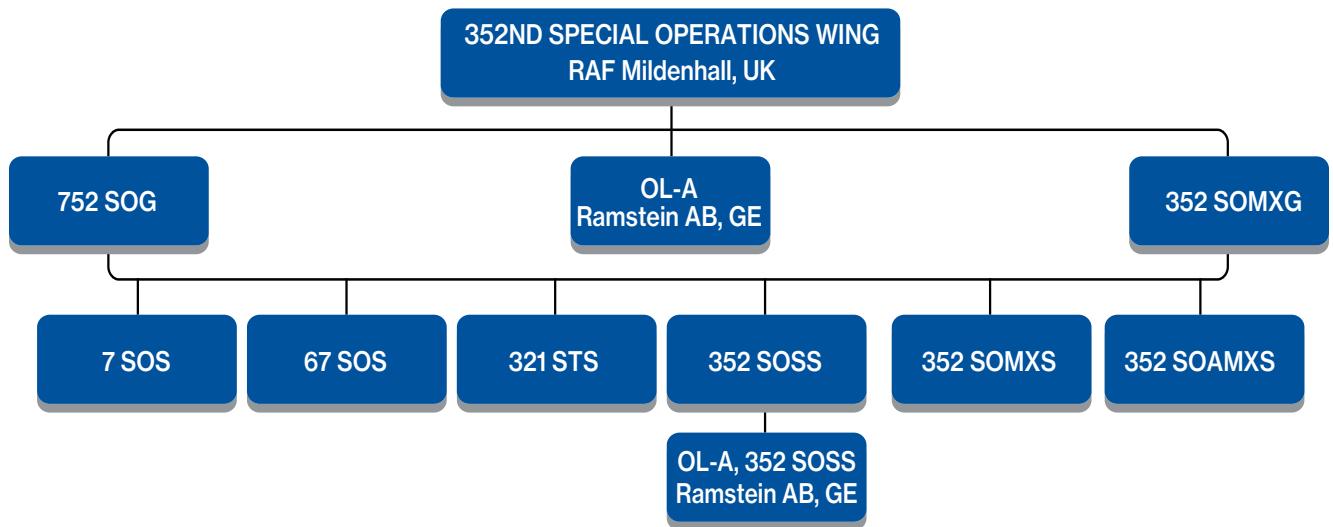 352ND SPECIAL OPERATIONS WING
RAF Mildenhall, UK
752 SOG
OL-A
Ramstein AB, GE
352 SOMXG
7 SOS
67 SOS
321 STS
352 SOSS
352 SOMXS
352 SOAMXS
OL-A, 352 SOSS
Ramstein AB, GE